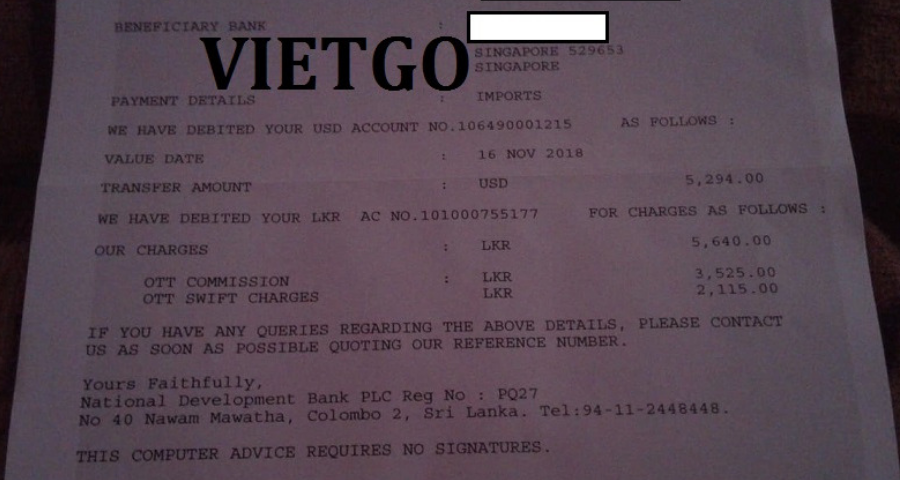 BENEFICIARY BANK :
VIETGO
SINGAPORE 529653
SINGAPORE
PAYMENT DETAILS : IMPORTS
WE HAVE DEBITED YOUR USD ACCOUNT NO.106490001215 AS FOLLOWS :
VALUE DATE : 16 NOV 2018
TRANSFER AMOUNT : USD 5,294.00
WE HAVE DEBITED YOUR LKR AC NO.101000755177 FOR CHARGES AS FOLLOWS :
OUR CHARGES : LKR 5,640.00
OTT COMMISSION : LKR 3,525.00
OTT SWIFT CHARGES LKR 2,115.00
IF YOU HAVE ANY QUERIES REGARDING THE ABOVE DETAILS, PLEASE CONTACT
US AS SOON AS POSSIBLE QUOTING OUR REFERENCE NUMBER.
Yours Faithfully,
National Development Bank PLC Reg No : PQ27
No 40 Nawam Mawatha, Colombo 2, Sri Lanka. Tel:94-11-2448448.
THIS COMPUTER ADVICE REQUIRES NO SIGNATURES.